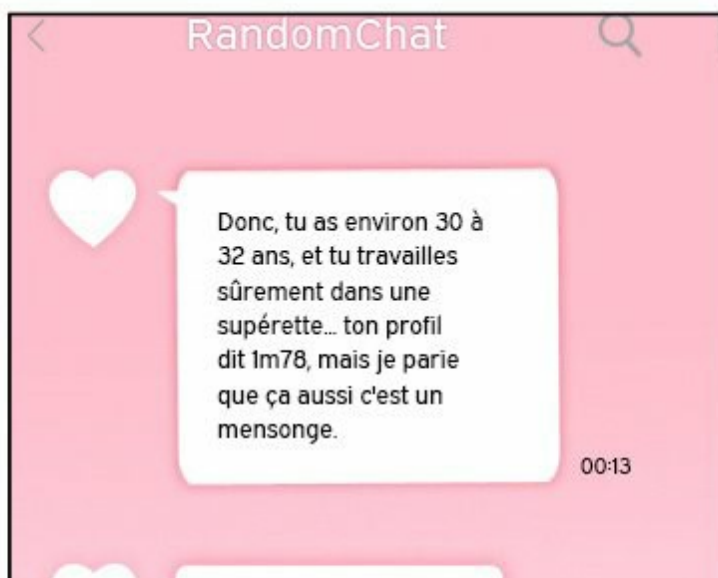 RandomChat
Donc, tu as environ 30 à
32 ans, et tu travailles
sûrement dans une
supérette... ton profil
dit 1m78, mais je parie
que ça aussi c'est un
mensonge.
00:13